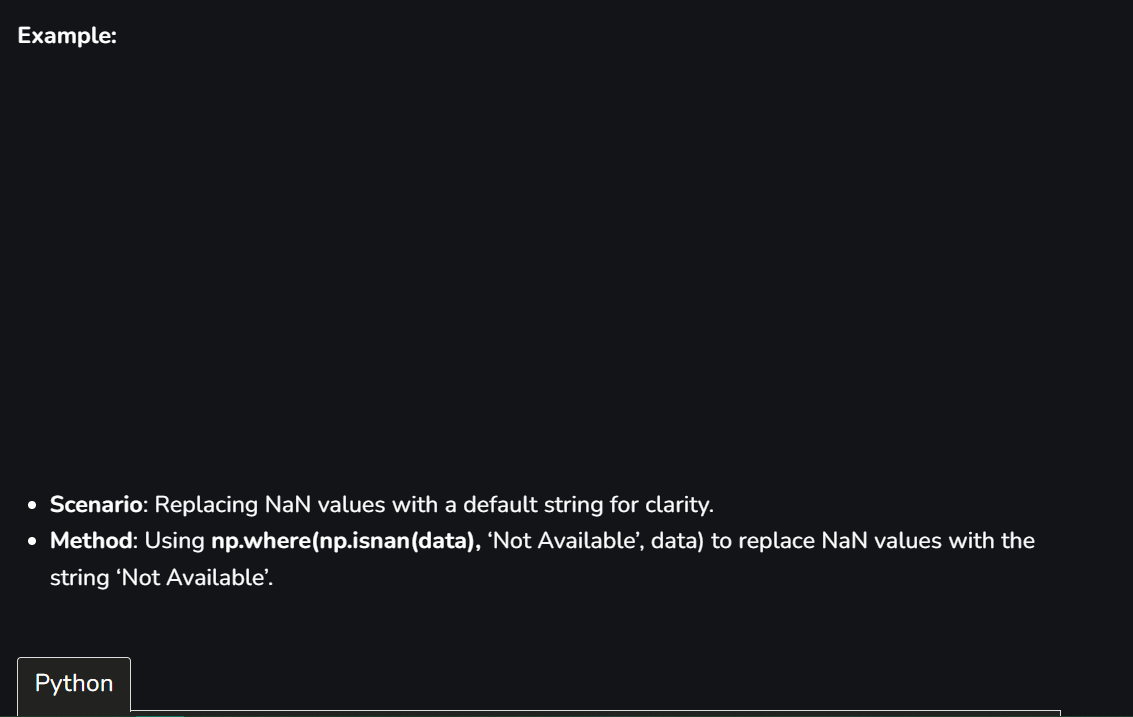 Example:
• Scenario: Replacing NaN values with a default string for clarity.
• Method: Using np.where(np.isnan(data), ‘Not Available’, data) to replace NaN values with the
string ‘Not Available’.
Python